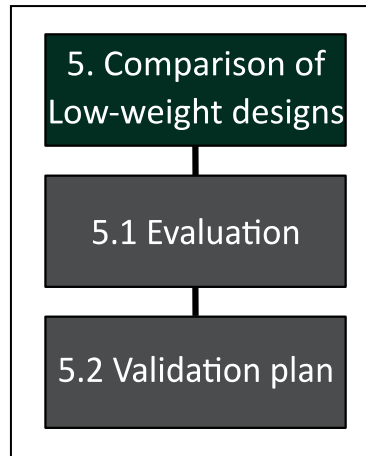 5. Comparison of
Low-weight designs
5.1 Evaluation
5.2 Validation plan